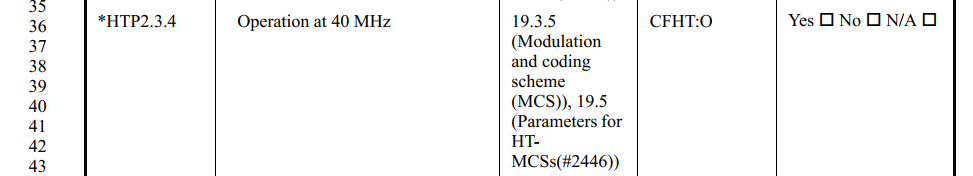 35
36 *HTP2.3.4 Operation at 40 MHz 19.3.5 CFHT:O Yes ☐ No ☐ N/A ☐
37 (Modulation
38 and coding
39 scheme
40 (MCS)), 19.5
41 (Parameters for
42 HT-
43 MCSs(#2446))